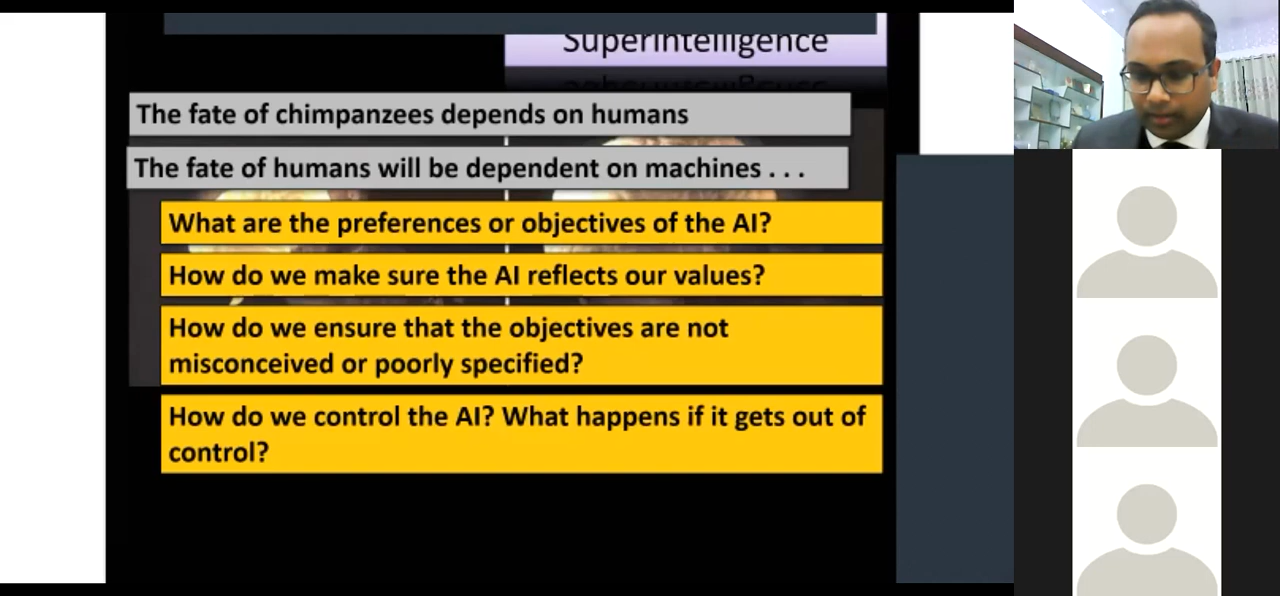 Superintelligence
The fate of chimpanzees depends on humans
The fate of humans will be dependent on machines . . .
What are the preferences or objectives of the AI?
How do we make sure the AI reflects our values?
How do we ensure that the objectives are not
misconceived or poorly specified?
How do we control the AI? What happens if it gets out of
control?